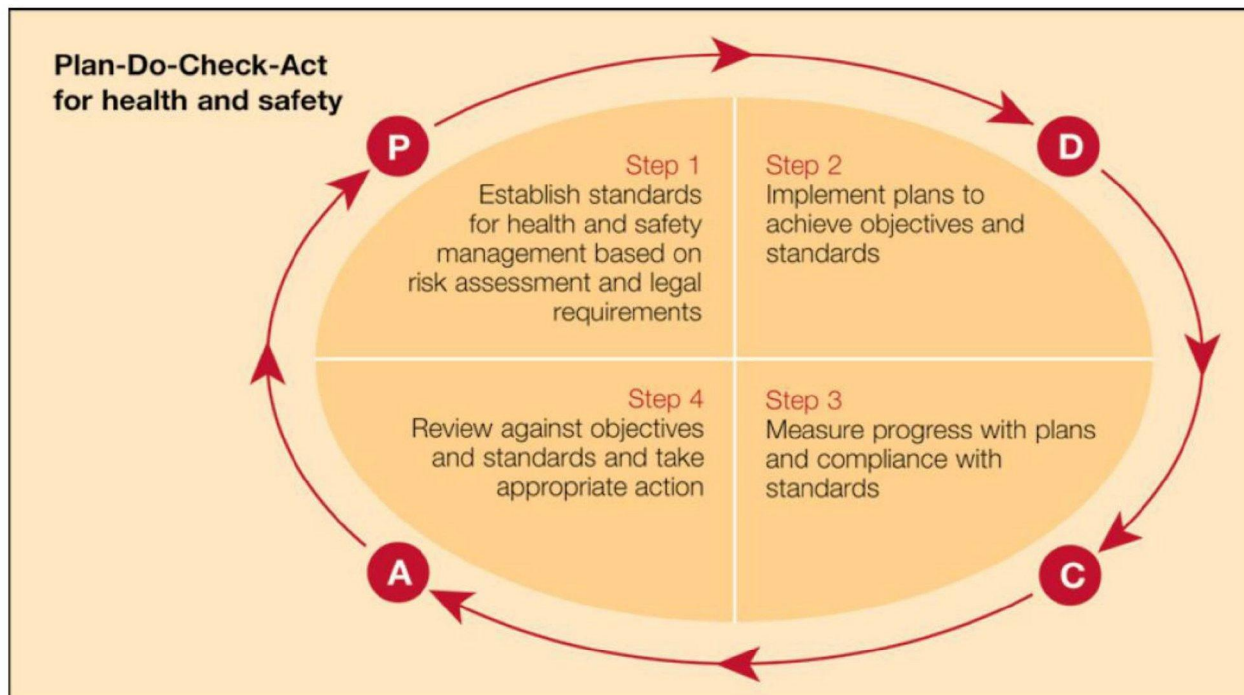 Plan-Do-Check-Act
for health and safety
P
D
Step 1
Establish standards
for health and safety
management based on
risk assessment and legal
requirements
Step 2
Implement plans to
achieve objectives and
standards
Step 4
Review against objectives
and standards and take
appropriate action
Step 3
Measure progress with plans
and compliance with
standards
A
C